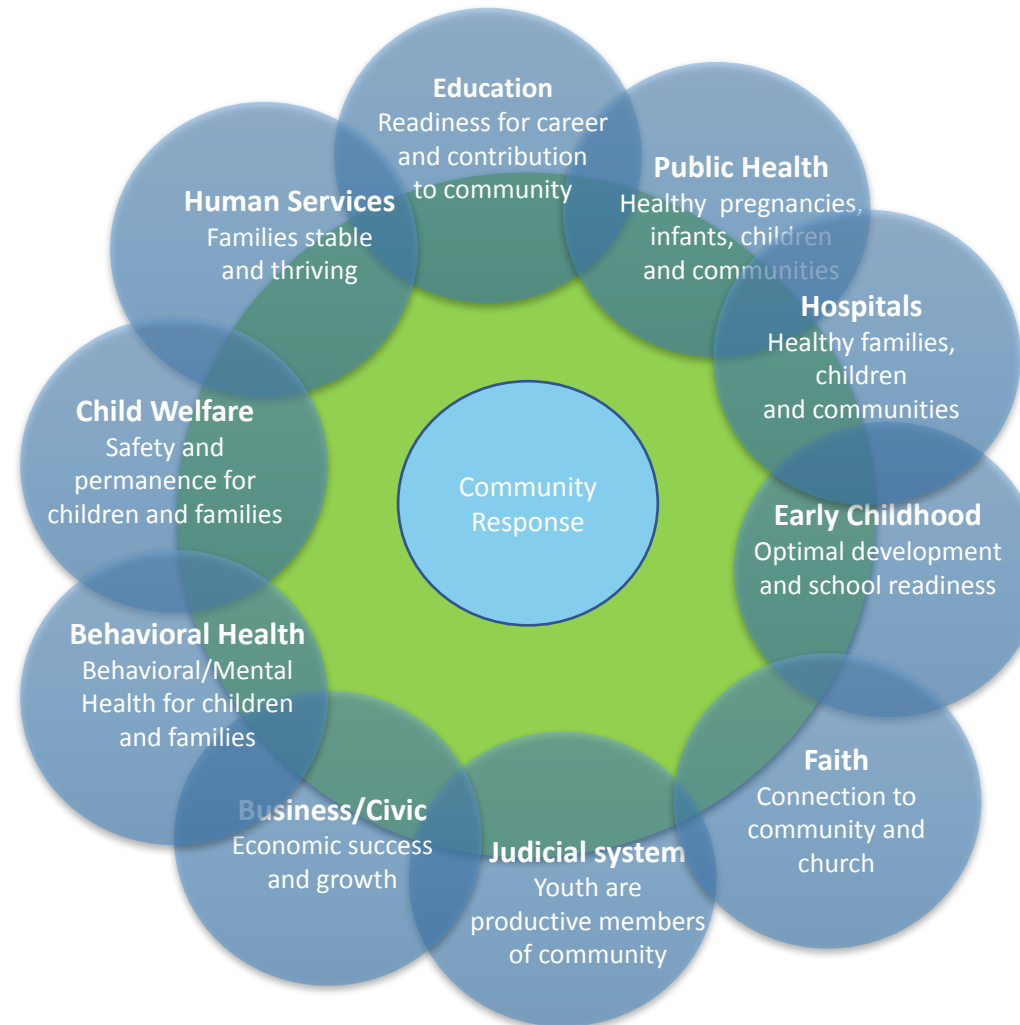 Education
Readiness for career
and contribution
to community
Public Health
Healthy pregnancies,
infants, children
and communities
Hospitals
Healthy families,
children
and communities
Early Childhood
Optimal development
and school readiness
Faith
Connection to
community and
church
Judicial system
Youth are
productive members
of community
Business/Civic
Economic success
and growth
Behavioral Health
Behavioral/Mental
Health for children
and families
Child Welfare
Safety and
permanence for
children and families
Human Services
Families stable
and thriving
Community
Response